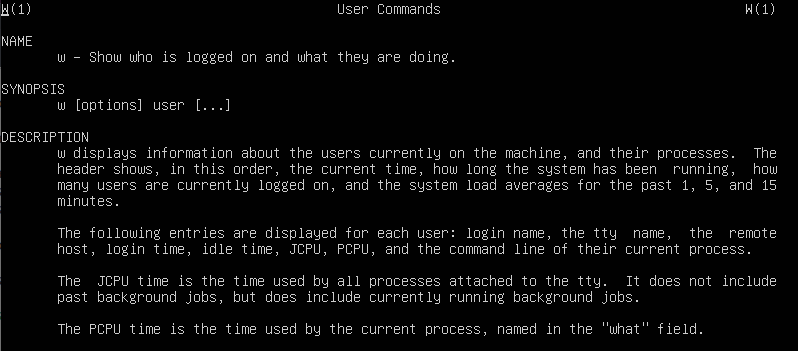 W(1) User Commands W(1)
NAME
w - Show who is logged on and what they are doing.
SYNOPSIS
w [options] user [...]
DESCRIPTION
w displays information about the users currently on the machine, and their processes. The
header shows, in this order, the current time, how long the system has been running, how
many users are currently logged on, and the system load averages for the past 1, 5, and 15
minutes.
The following entries are displayed for each user: login name, the tty name, the remote
host, login time, idle time, JCPU, PCPU, and the command line of their current process.
The JCPU time is the time used by all processes attached to the tty. It does not include
past background jobs, but does include currently running background jobs.
The PCPU time is the time used by the current process, named in the "what" field.